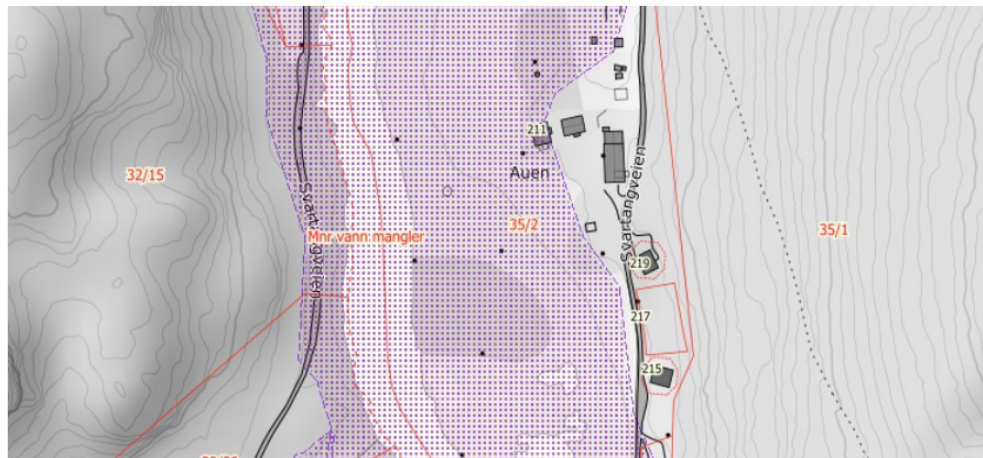 211
Auen
32/15
Svartangveien
Svartangveien
35/2
35/1
Mnr vann mangler
219
217
215